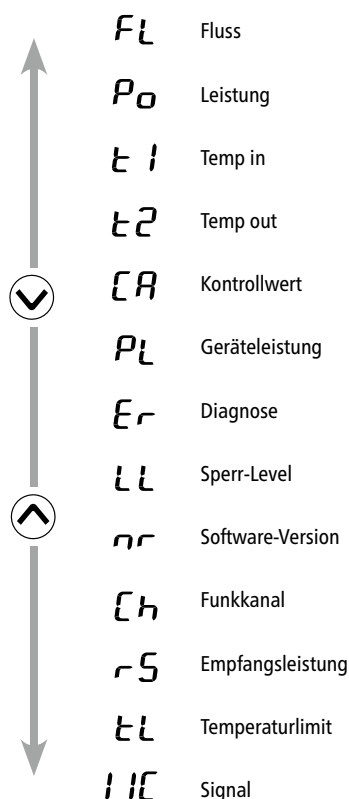 FL Fluss
Po Leistung
t1 Temp in
t2 Temp out
CA Kontrollwert
PL Geräteleistung
Er Diagnose
LL Sperr-Level
nr Software-Version
Ch Funkkanal
rS Empfangsleistung
tL Temperaturlimit
11C Signal